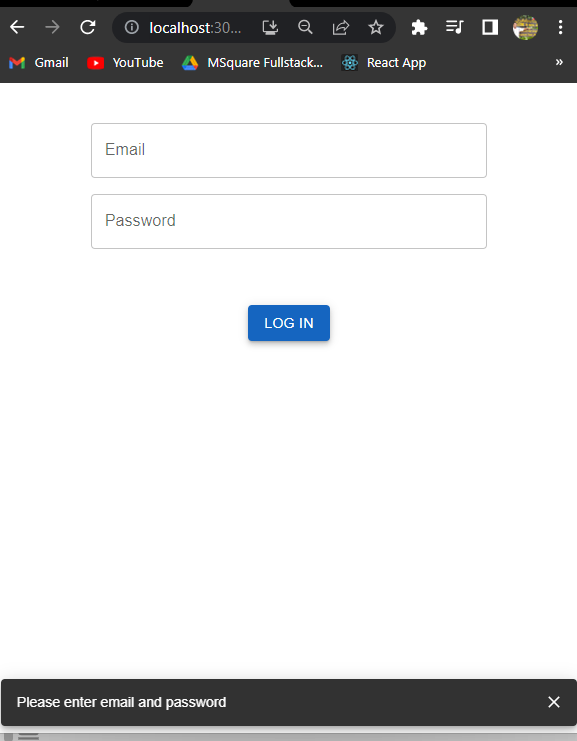 localhost:30...
Gmail YouTube MSquare Fullstack... React App »
Email
Password
LOG IN
Please enter email and password